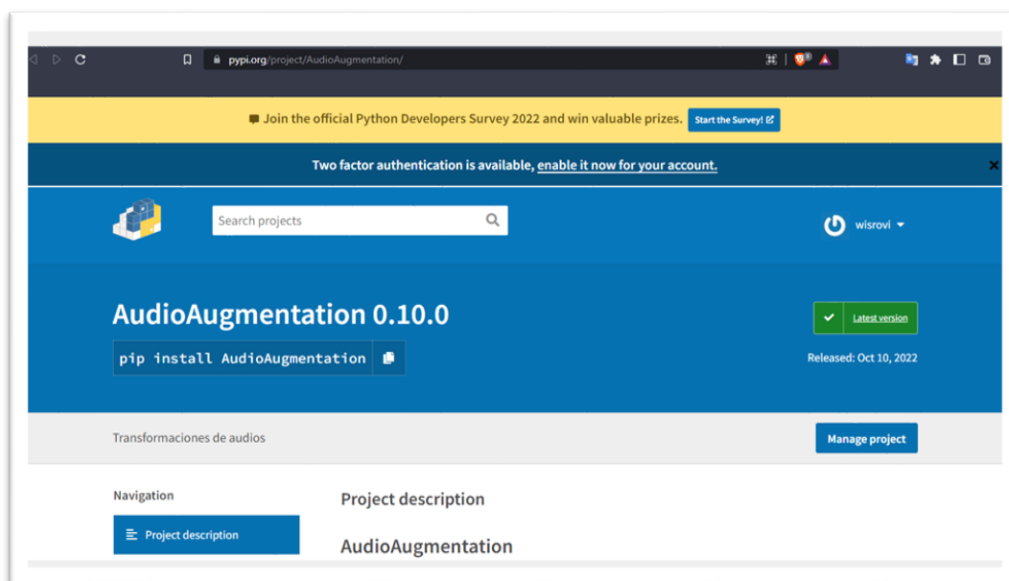 pypi.org/project/AudioAugmentation/
Join the official Python Developers Survey 2022 and win valuable prizes. Start the Survey!
Two factor authentication is available, enable it now for your account.
Search projects
wisrovi
AudioAugmentation 0.10.0
Latest version
pip install AudioAugmentation
Released: Oct 10, 2022
Transformaciones de audios
Manage project
Navigation
Project description
Project description
AudioAugmentation